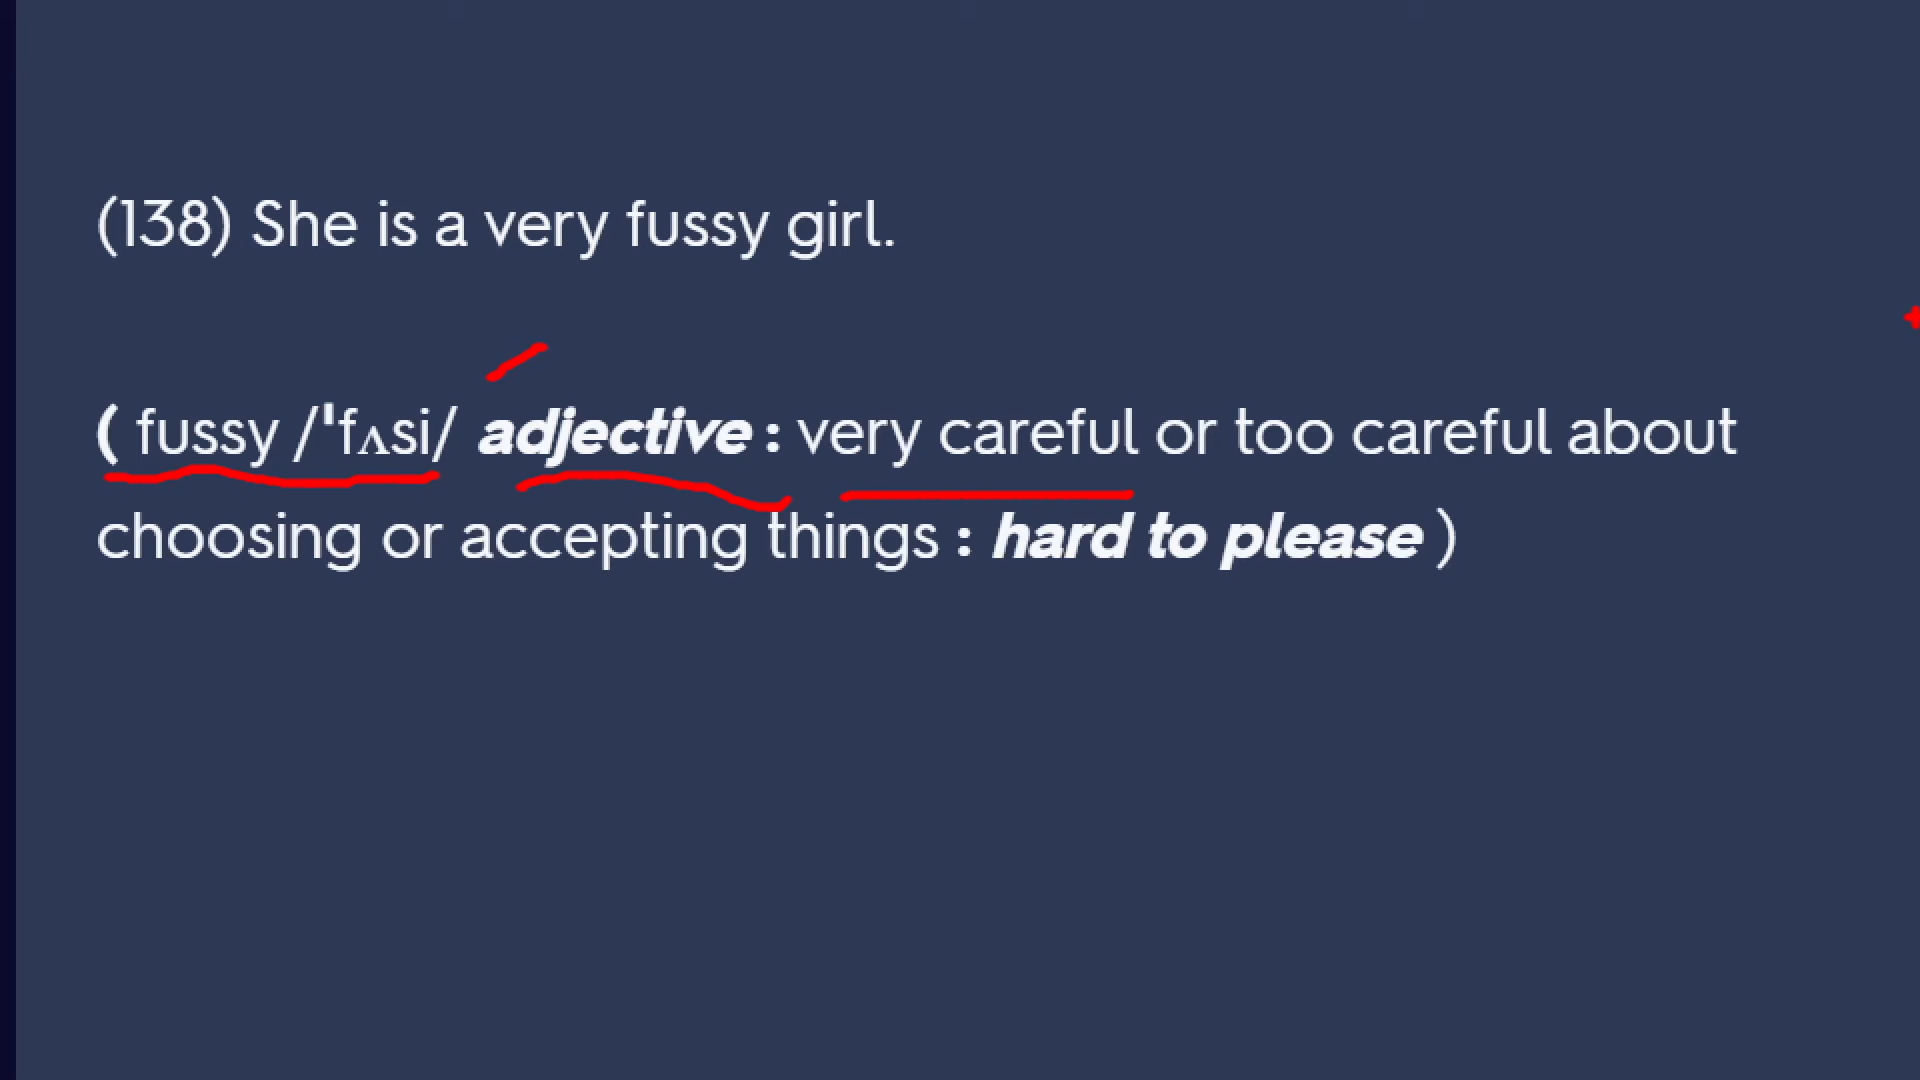 (138) She is a very fussy girl.
( fussy /ˈfʌsi/ adjective : very careful or too careful about
choosing or accepting things : hard to please )